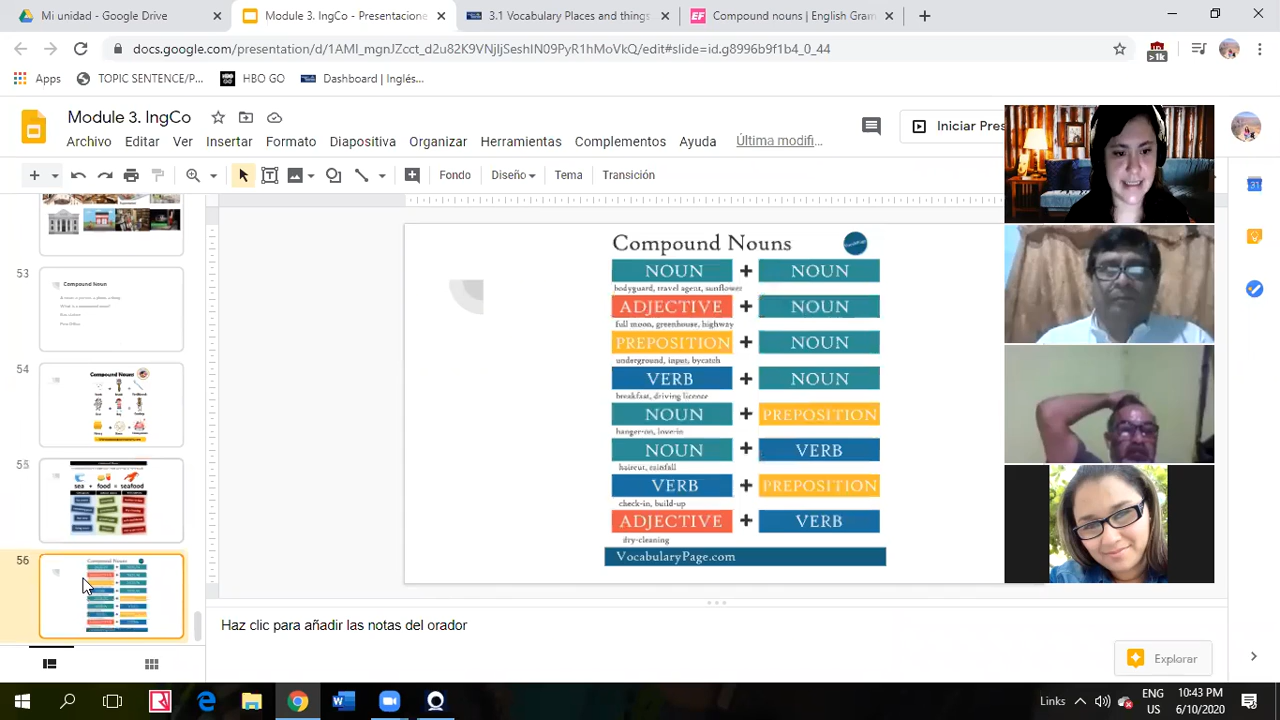 Mi unidad - Google Drive
Module 3. IngCo - Presentacione
3.1 Vocabulary Places and things
EF
Compound nouns | English Gram
docs.google.com/presentation/d/1AMI_mgnJZcct_d2u82K9VNjIjSeshIN09PyR1hMoVkQ/edit#slide=id.g8996b9f1b4_0_44
>1k
Apps
TOPIC SENTENCE/P...
HBO GO
HBO GO
Dashboard | Inglés...
Module 3. IngCo
Iniciar Pres
Archivo Editar Ver Insertar Formato Diapositiva Organizar Herramientas Complementos Ayuda Última modifi...
Fondo Diseño Tema Transición
31
53
Compound Noun
54
Compound Nouns
55
sea + food = seafood
56
Compound Nouns
NOUN + NOUN
bodyguard, travel agent, sunflower
ADJECTIVE + NOUN
full moon, greenhouse, highway
PREPOSITION + NOUN
underground, input, bycatch
VERB + NOUN
breakfast, driving licence
NOUN + PREPOSITION
hanger-on, love-in
NOUN + VERB
haircut, rainfall
VERB + PREPOSITION
check-in, build-up
ADJECTIVE + VERB
dry-cleaning
VocabularyPage.com
Haz clic para añadir las notas del orador
Explorar
Links
ENG
US
10:43 PM
6/10/2020